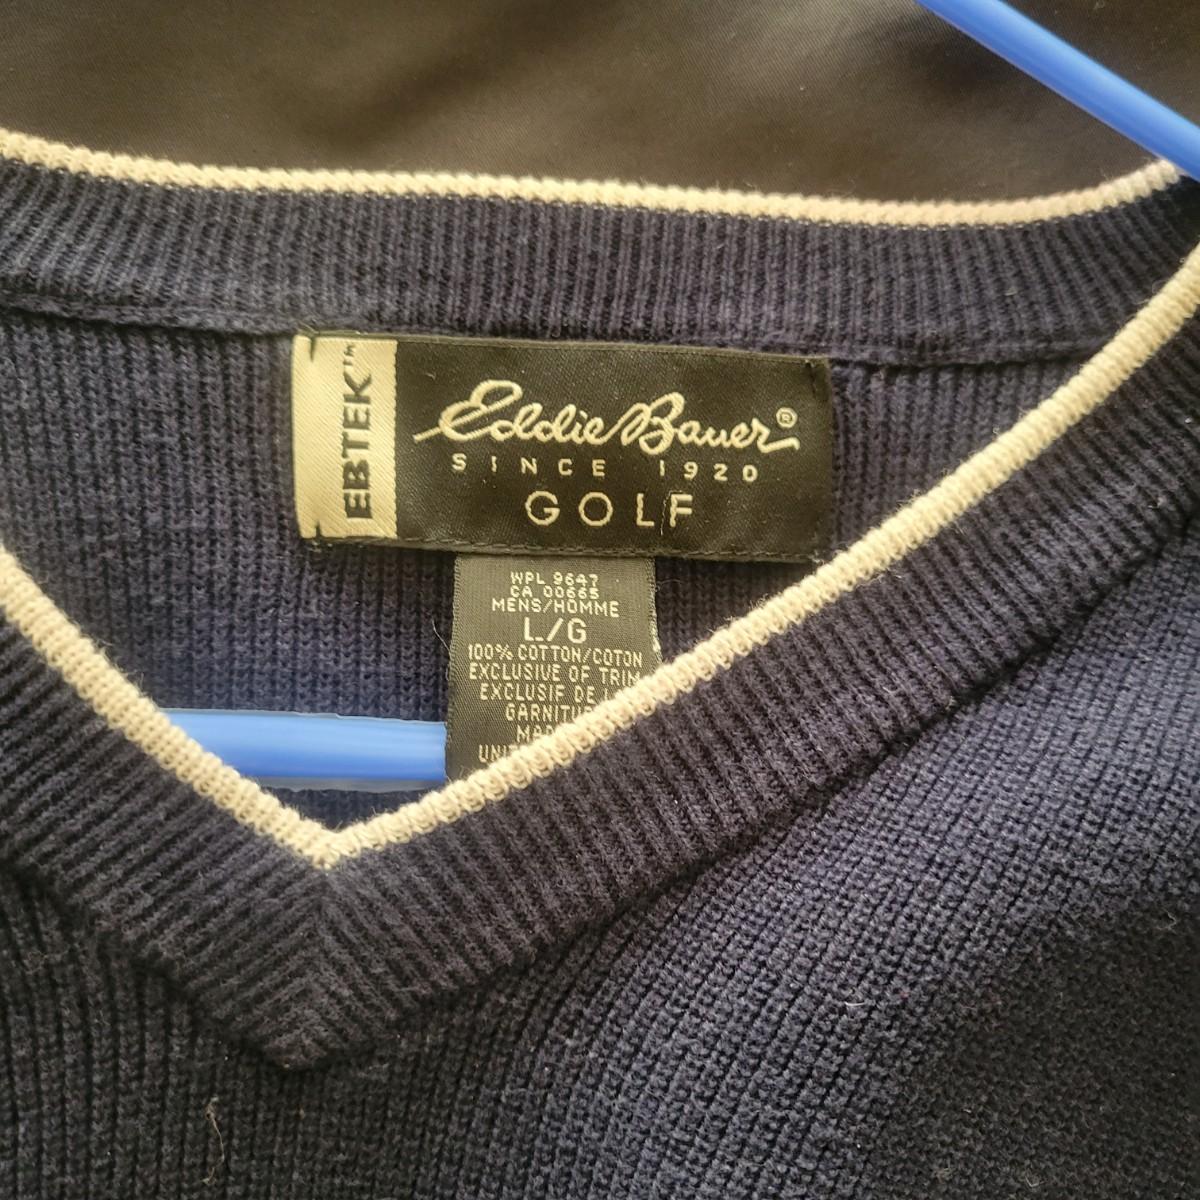 EBTEK™
Eddie Bauer®
SINCE 1920
GOLF
WPL 9647
CA 00665
MENS/HOMME
L/G
100% COTTON/COTON
EXCLUSIVE OF TRIM
EXCLUSIF DE